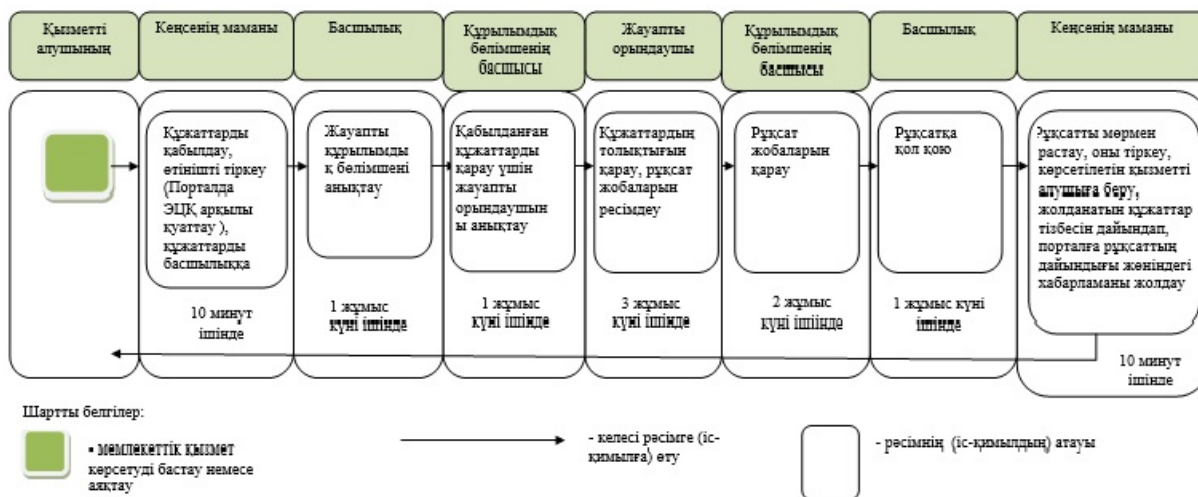 Қызметті
алушының
Кеңсенің маманы
Басшылық
Құрылымдық
бөлімшенің
басшысы
Жауапты
орындаушы
Құрылымдық
бөлімшенің
басшысы
Басшылық
Кеңсенің маманы
Құжаттарды
қабылдау,
өтінішті тіркеу
(Порталда
ЭЦҚ арқылы
қуаттау ),
құжаттарды
басшылыққа
10 минут
ішінде
Жауапты
құрылымды
қ бөлімшені
анықтау
1 жұмыс
күні ішінде
Қабылданған
құжаттарды
қарау үшін
жауапты
орындаушын
ы анықтау
1 жұмыс
күні ішінде
Құжаттардың
толықтығын
қарау, рұқсат
жобаларын
ресімдеу
3 жұмыс
күні ішінде
Рұқсат
жобаларын
қарау
2 жұмыс
күні ішіінде
Рұқсатқа
қол қою
1 жұмыс күні
ішінде
Рұқсатты мөрмен
растау, оны тіркеу,
көрсетілетін қызметті
алушыға беру,
жолданатын құжаттар
тізбесін дайындап,
порталға рұқсаттың
дайындығы жөніндегі
хабарламаны жолдау
10 минут
ішінде
Шартты белгілер:
- мемлекеттік қызмет
көрсетуді бастау немесе
аяқтау
- келесі рәсімге (іс-
қимылға) өту
- рәсімнің (іс-қимылдың) атауы